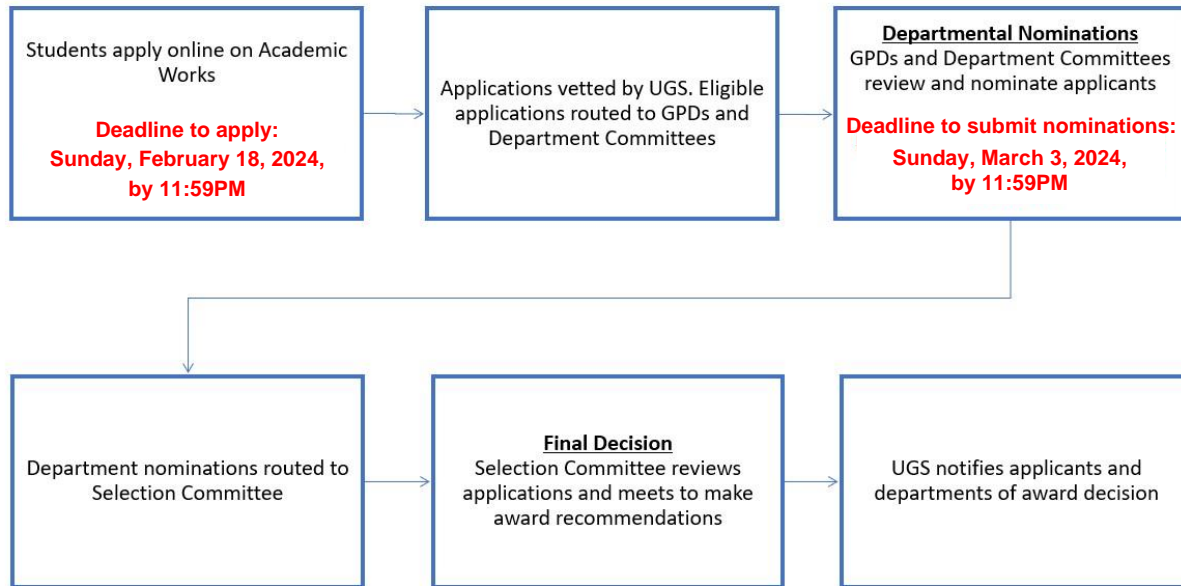 Students apply online on Academic
Works
Deadline to apply:
Sunday, February 18, 2024,
by 11:59PM
Applications vetted by UGS. Eligible
applications routed to GPDs and
Department Committees
Departmental Nominations
GPDs and Department Committees
review and nominate applicants
Deadline to submit nominations:
Sunday, March 3, 2024,
by 11:59PM
Department nominations routed to
Selection Committee
Final Decision
Selection Committee reviews
applications and meets to make
award recommendations
UGS notifies applicants and
departments of award decision